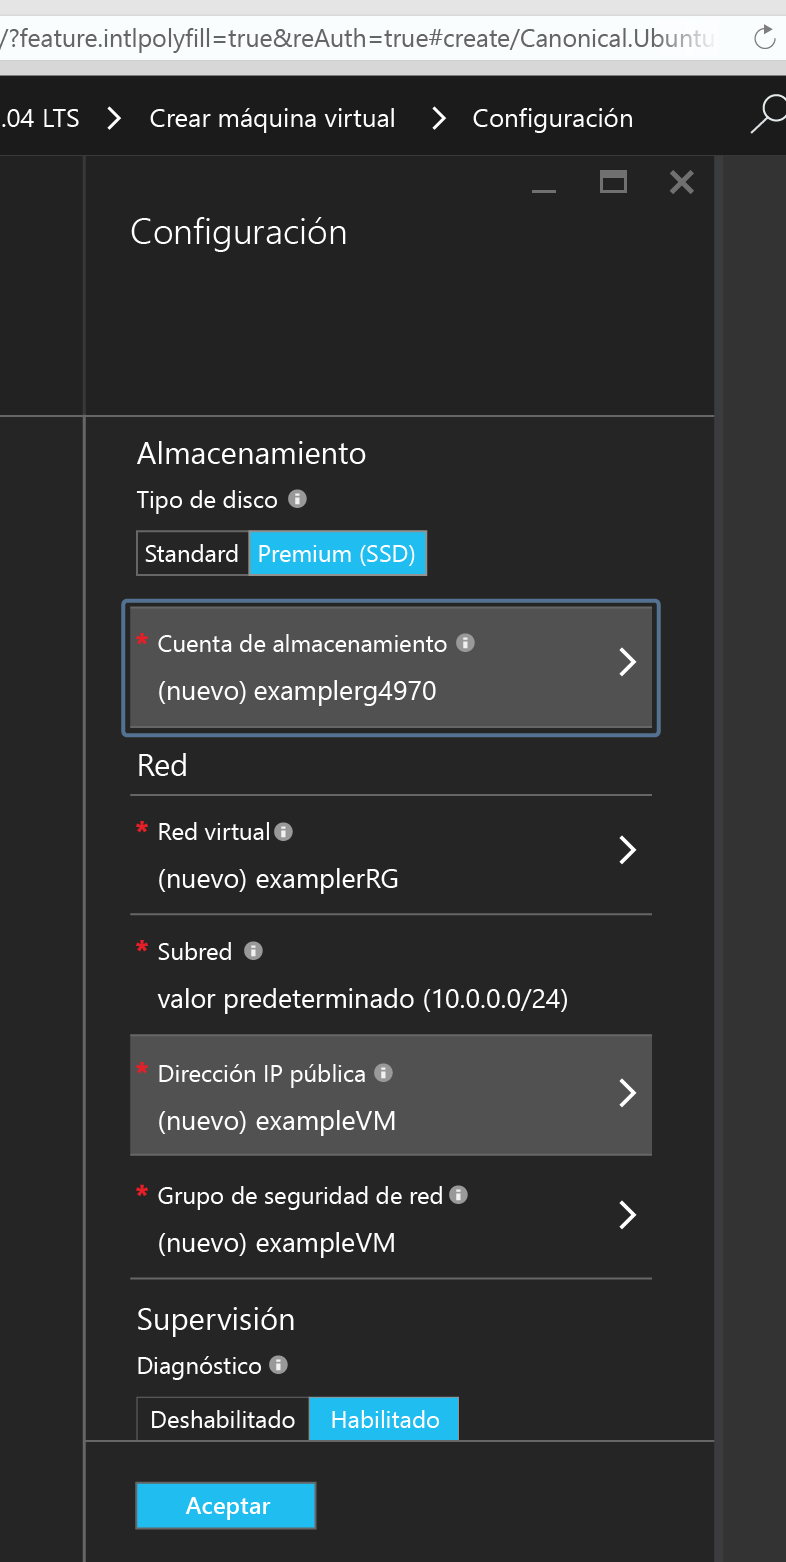 /?feature.intlpolyfill=true&reAuth=true#create/Canonical.Ubuntu
.04 LTS > Crear máquina virtual > Configuración
Configuración
Almacenamiento
Tipo de disco
Standard Premium (SSD)
* Cuenta de almacenamiento
(nuevo) examplerg4970
Red
* Red virtual
(nuevo) examplerRG
* Subred
valor predeterminado (10.0.0.0/24)
* Dirección IP pública
(nuevo) exampleVM
* Grupo de seguridad de red
(nuevo) exampleVM
Supervisión
Diagnóstico
Deshabilitado Habilitado
Aceptar